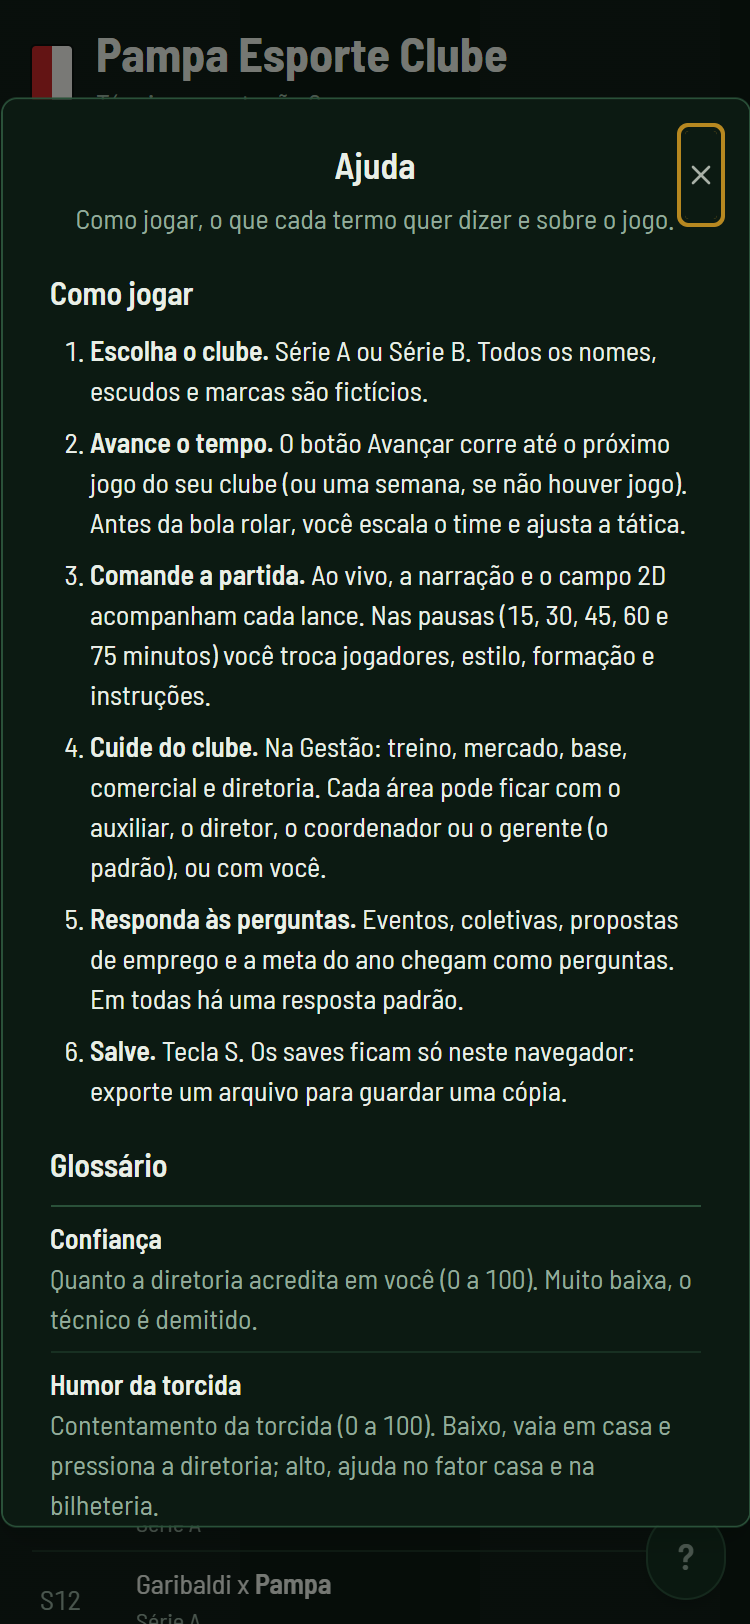 Pampa Esporte Clube
Ajuda
×
Como jogar, o que cada termo quer dizer e sobre o jogo.
Como jogar
1. Escolha o clube. Série A ou Série B. Todos os nomes,
escudos e marcas são fictícios.
2. Avance o tempo. O botão Avançar corre até o próximo
jogo do seu clube (ou uma semana, se não houver jogo).
Antes da bola rolar, você escala o time e ajusta a tática.
3. Comande a partida. Ao vivo, a narração e o campo 2D
acompanham cada lance. Nas pausas (15, 30, 45, 60 e
75 minutos) você troca jogadores, estilo, formação e
instruções.
4. Cuide do clube. Na Gestão: treino, mercado, base,
comercial e diretoria. Cada área pode ficar com o
auxiliar, o diretor, o coordenador ou o gerente (o
padrão), ou com você.
5. Responda às perguntas. Eventos, coletivas, propostas
de emprego e a meta do ano chegam como perguntas.
Em todas há uma resposta padrão.
6. Salve. Tecla S. Os saves ficam só neste navegador:
exporte um arquivo para guardar uma cópia.
Glossário
Confiança
Quanto a diretoria acredita em você (0 a 100). Muito baixa, o
técnico é demitido.
Humor da torcida
Contentamento da torcida (0 a 100). Baixo, vaia em casa e
pressiona a diretoria; alto, ajuda no fator casa e na
bilheteria.
Série A
?
S12
Garibaldi x Pampa
Série A